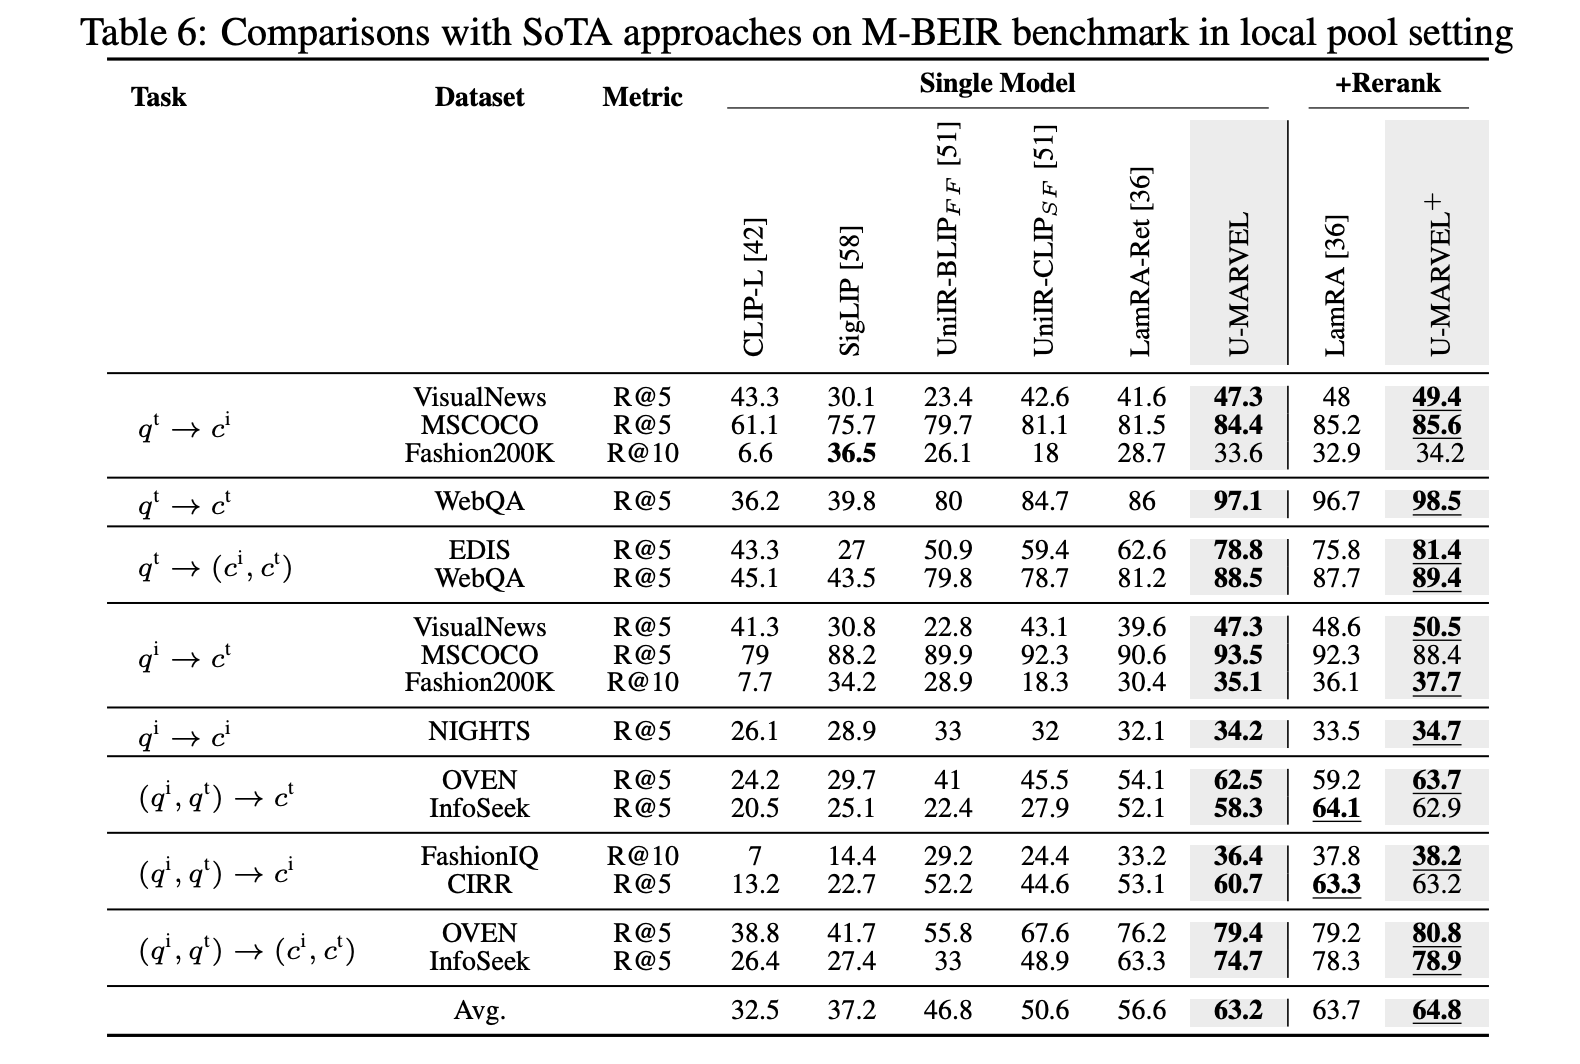 Table 6: Comparisons with SoTA approaches on M-BEIR benchmark in local pool setting
Task Dataset Metric Single Model +Rerank
CLIP-L [42] SigLIP [58] UniIR-BLIP_FF [51] UniIR-CLIP_SF [51] LamRA-Ret [36] U-MARVEL LamRA [36] U-MARVEL+
q^t → c^i
VisualNews R@5 43.3 30.1 23.4 42.6 41.6 47.3 48 49.4
MSCOCO R@5 61.1 75.7 79.7 81.1 81.5 84.4 85.2 85.6
Fashion200K R@10 6.6 36.5 26.1 18 28.7 33.6 32.9 34.2
q^t → c^t WebQA R@5 36.2 39.8 80 84.7 86 97.1 96.7 98.5
q^t → (c^i, c^t)
EDIS R@5 43.3 27 50.9 59.4 62.6 78.8 75.8 81.4
WebQA R@5 45.1 43.5 79.8 78.7 81.2 88.5 87.7 89.4
q^i → c^t
VisualNews R@5 41.3 30.8 22.8 43.1 39.6 47.3 48.6 50.5
MSCOCO R@5 79 88.2 89.9 92.3 90.6 93.5 92.3 88.4
Fashion200K R@10 7.7 34.2 28.9 18.3 30.4 35.1 36.1 37.7
q^i → c^i NIGHTS R@5 26.1 28.9 33 32 32.1 34.2 33.5 34.7
(q^i, q^t) → c^t
OVEN R@5 24.2 29.7 41 45.5 54.1 62.5 59.2 63.7
InfoSeek R@5 20.5 25.1 22.4 27.9 52.1 58.3 64.1 62.9
(q^i, q^t) → c^i
FashionIQ R@10 7 14.4 29.2 24.4 33.2 36.4 37.8 38.2
CIRR R@5 13.2 22.7 52.2 44.6 53.1 60.7 63.3 63.2
(q^i, q^t) → (c^i, c^t)
OVEN R@5 38.8 41.7 55.8 67.6 76.2 79.4 79.2 80.8
InfoSeek R@5 26.4 27.4 33 48.9 63.3 74.7 78.3 78.9
Avg. 32.5 37.2 46.8 50.6 56.6 63.2 63.7 64.8